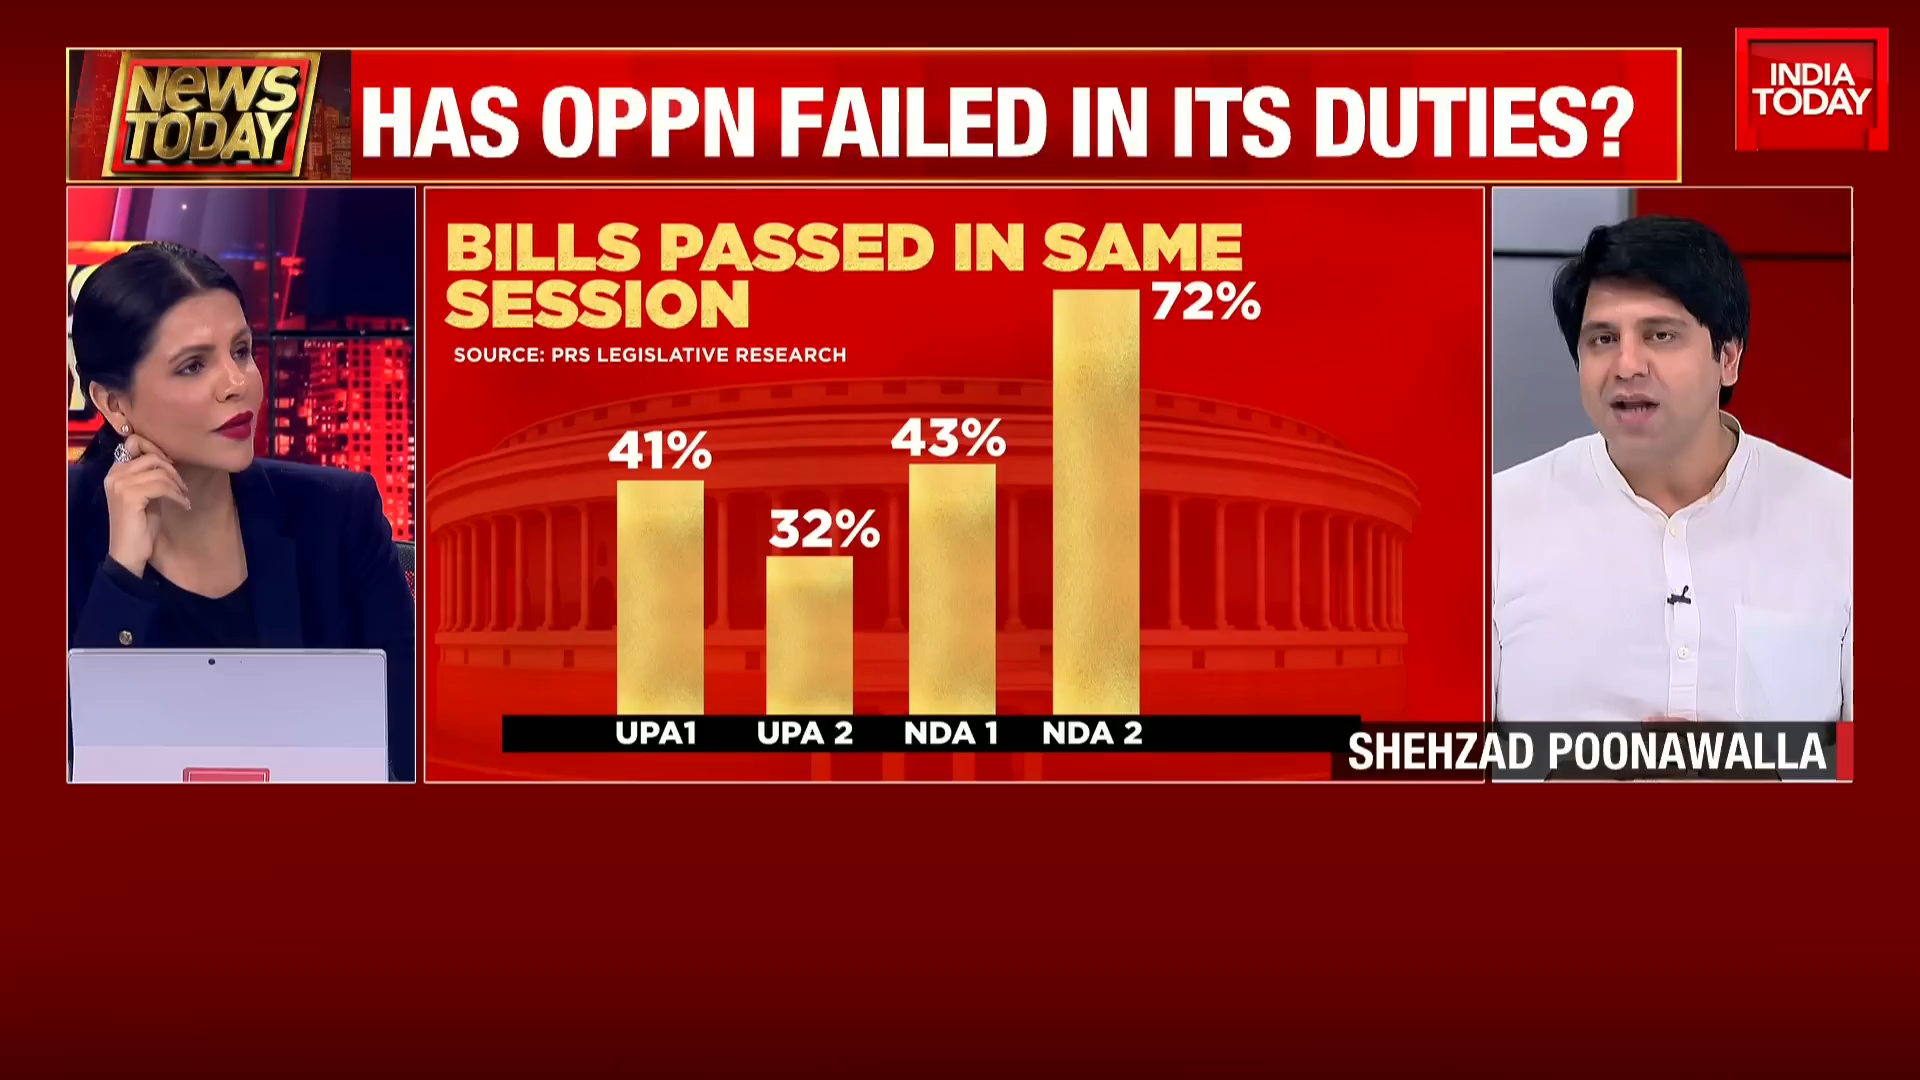 NEWS
TODAY
HAS OPPN FAILED IN ITS DUTIES?
INDIA
TODAY
BILLS PASSED IN SAME
SESSION
SOURCE: PRS LEGISLATIVE RESEARCH
41%
32%
43%
72%
UPA1
UPA 2
NDA 1
NDA 2
SHEHZAD POONAWALLA